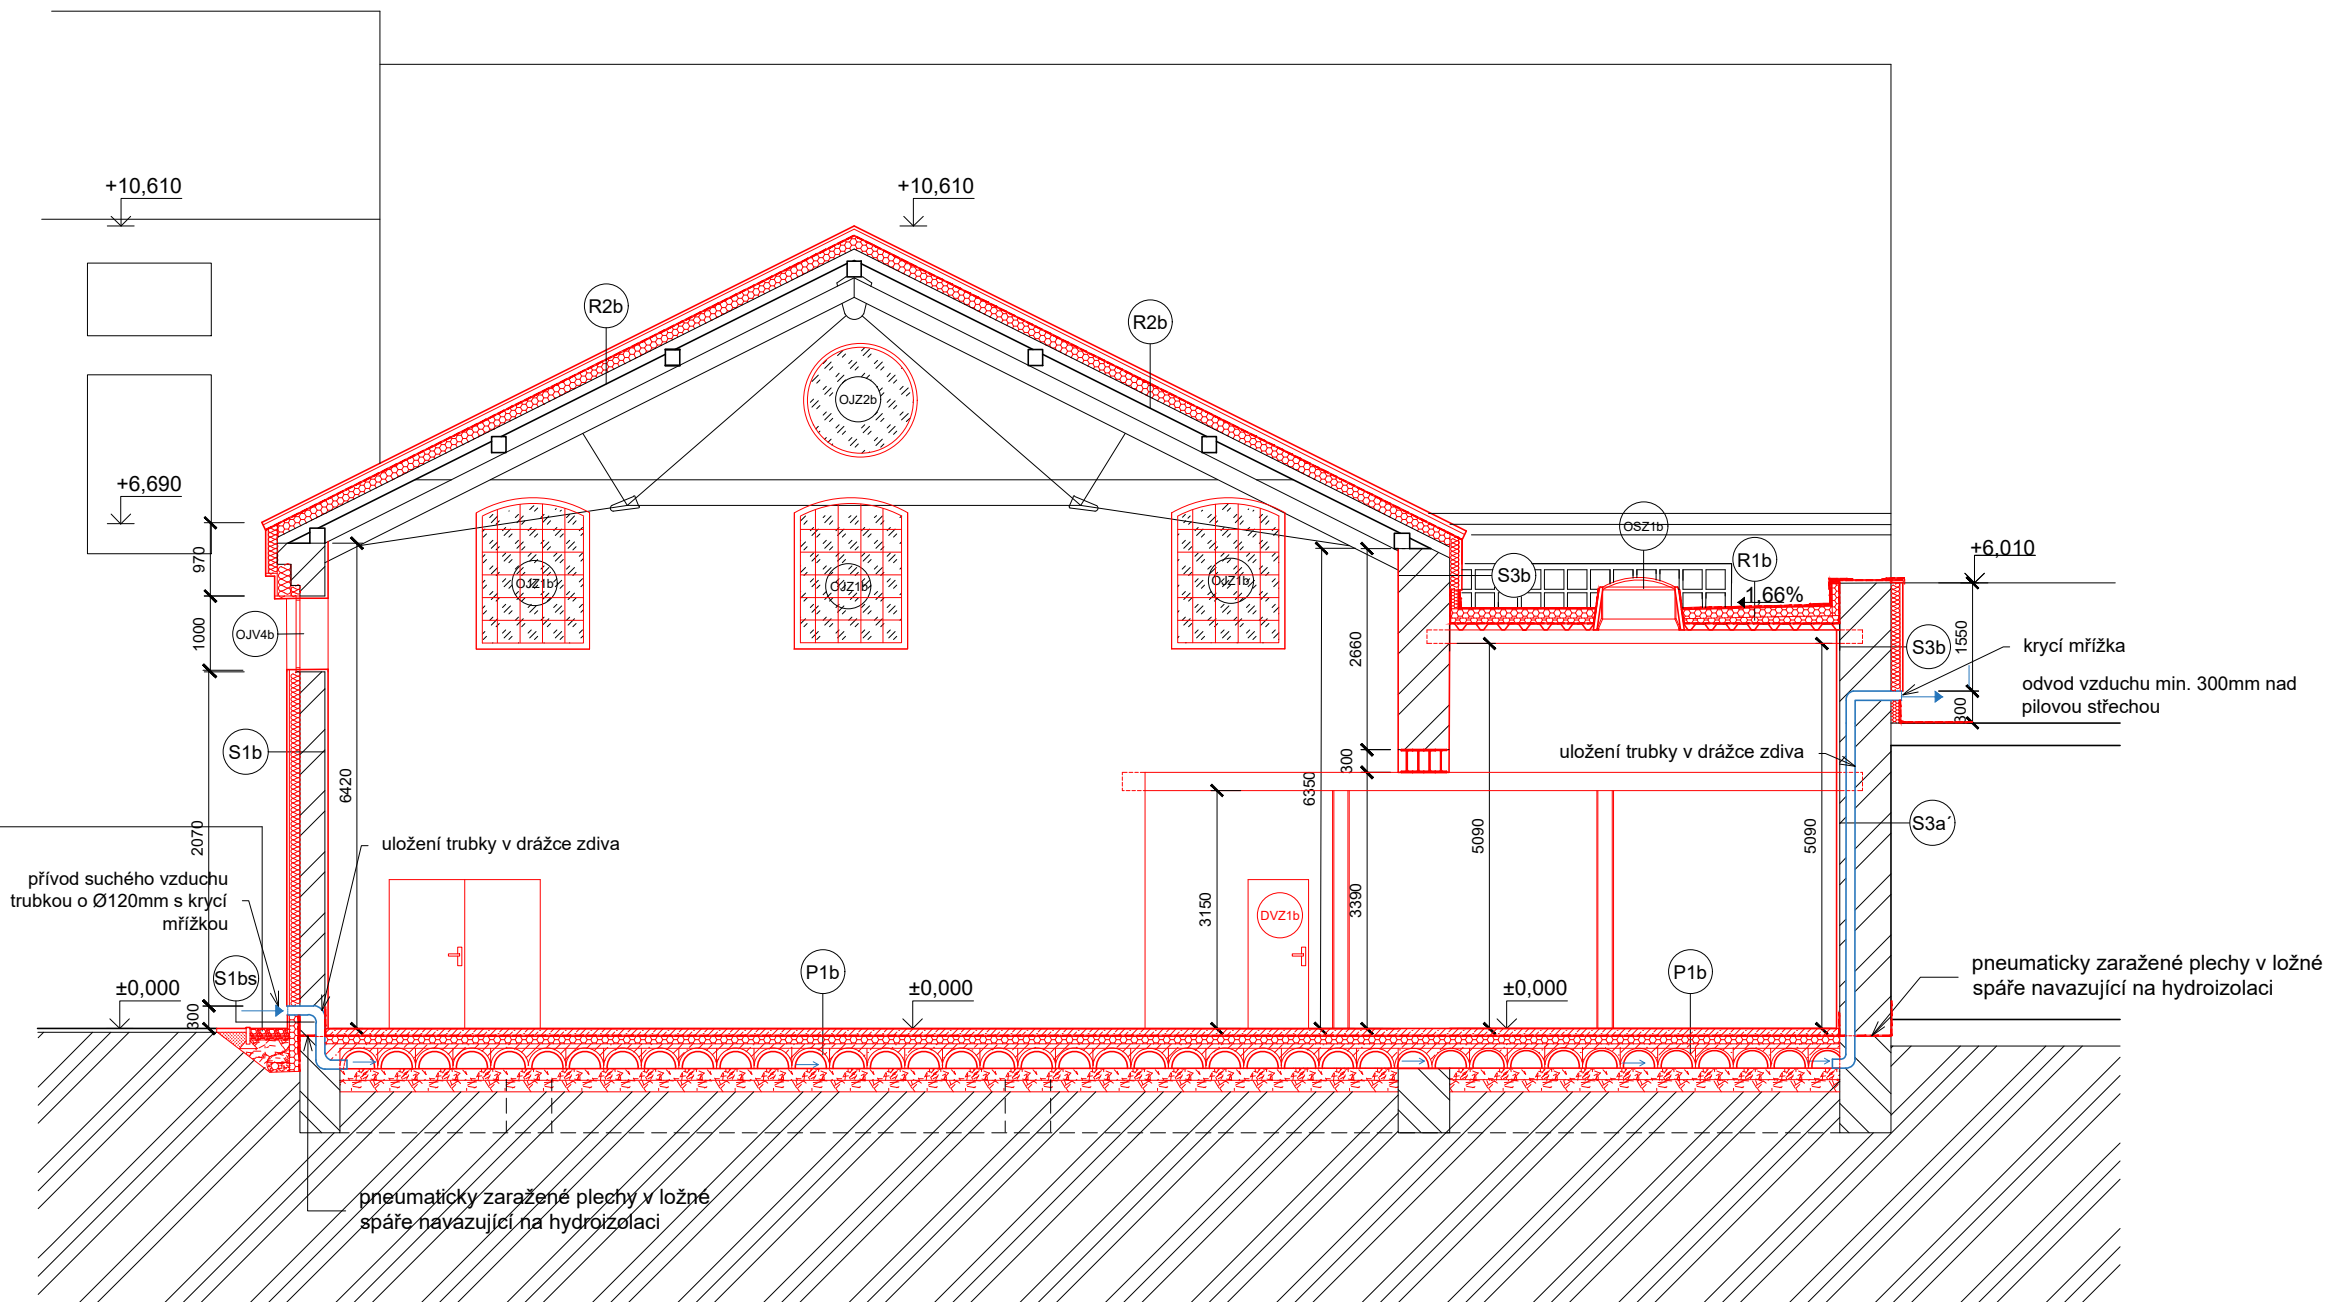 +10,610
+10,610
R2b
R2b
OJZ2b
+6,690
970
OJZ1b
OJZ1b
OJZ1b
OSZ1b
R1b
S3b
1,66%
+6,010
1000
OJV4b
2660
S3b
1550
krycí mřížka
odvod vzduchu min. 300mm nad
pilovou střechou
300
S1b
6420
6350
300
uložení trubky v drážce zdiva
2070
uložení trubky v drážce zdiva
5090
5090
S3a´
přívod suchého vzduchu
trubkou o Ø120mm s krycí
mřížkou
3150
DVZ1b
3390
S1bs
P1b
P1b
±0,000
±0,000
±0,000
300
pneumaticky zaražené plechy v ložné
spáře navazující na hydroizolaci
pneumaticky zaražené plechy v ložné
spáře navazující na hydroizolaci